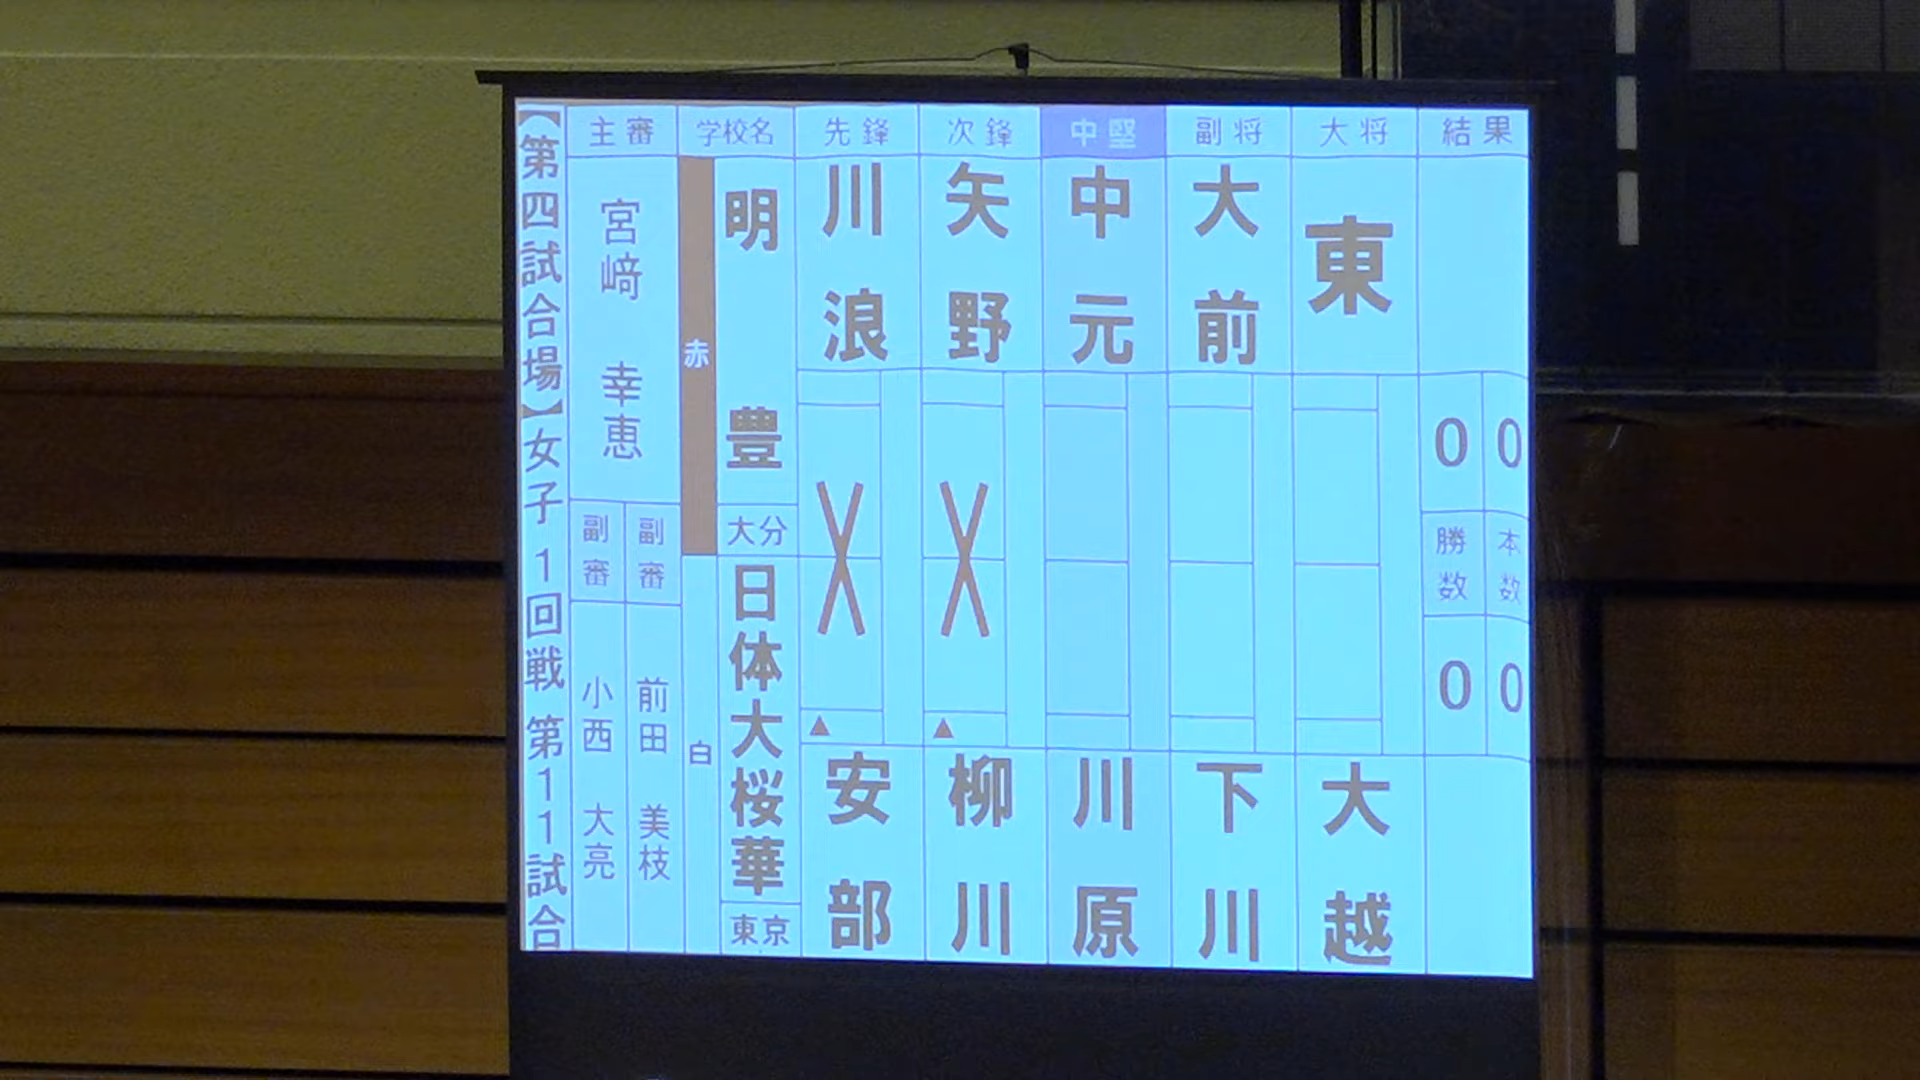 【第四試合場】女子1回戦 第11試合
主審
宮﨑 幸恵
副審
小西 大亮
副審
前田 美枝
学校名
赤
明豊
大分
白
日体大桜華
東京
先鋒
川浪
▲
安部
次鋒
矢野
▲
柳川
中堅
中元
川原
副将
大前
下川
大将
東
大越
結果
0 0
勝数 本数
0 0